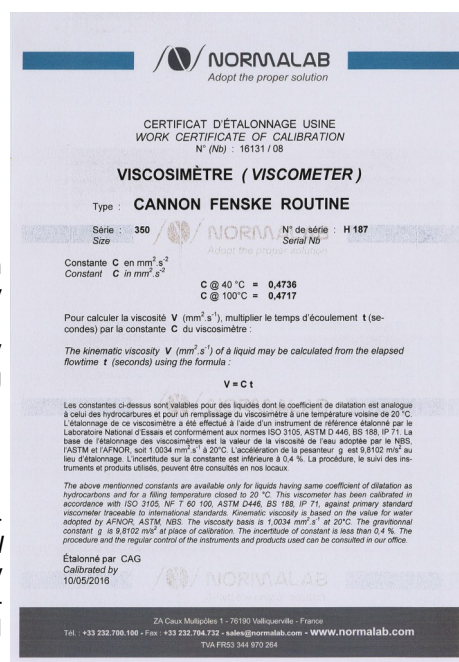 NORMALAB
Adopt the proper solution
CERTIFICAT D'ÉTALONNAGE USINE
WORK CERTIFICATE OF CALIBRATION
N° (Nb) : 16131 / 08
VISCOSIMÈTRE ( VISCOMETER )
Type : CANNON FENSKE ROUTINE
Série : 350 N° de série : H 187
Size Serial Nb
NORMALAB
Adopt the proper solution
Constante C en mm².s⁻²
Constant C in mm².s⁻²
C @ 40 °C = 0,4736
C @ 100°C = 0,4717
Pour calculer la viscosité V (mm².s⁻¹), multiplier le temps d'écoulement t (se-
condes) par la constante C du viscosimètre :
The kinematic viscosity V (mm².s⁻¹) of à liquid may be calculated from the elapsed
flowtime t (seconds) using the formula :
V = C t
Les constantes ci-dessus sont valables pour des liquides dont le coefficient de dilatation est analogue
à celui des hydrocarbures et pour un remplissage du viscosimètre à une température voisine de 20 °C.
L'étalonnage de ce viscosimètre a été effectué à l'aide d'un instrument de référence étalonné par le
Laboratoire National d'Essais et conformément aux normes ISO 3105, ASTM D 446, BS 188, IP 71. La
base de l'étalonnage des viscosimètres est la valeur de la viscosité de l'eau adoptée par le NBS,
l'ASTM et l'AFNOR, soit 1.0034 mm².s⁻¹ à 20°C. L'accélération de la pesanteur g est 9,8102 m/s² au
lieu d'étalonnage. L'incertitude sur la constante est inférieure à 0,4 %. La procédure, le suivi des ins-
truments et produits utilisés, peuvent être consultés en nos locaux.
The above mentionned constants are available only for liquids having same coefficient of dilatation as
hydrocarbons and for a filling temperature closed to 20 °C. This viscometer has been calibrated in
accordance with ISO 3105, NF T 60 100, ASTM D446, BS 188, IP 71, against primary standard
viscometer traceable to international standards. Kinematic viscosity is based on the value for water
adopted by AFNOR, ASTM, NBS. The viscosity basis is 1,0034 mm².s⁻¹ at 20°C. The gravitionnal
constant g is 9,8102 m/s² at place of calibration. The incertitude of constant is less than 0,4 %. The
procedure and the regular control of the instruments and products used can be consulted in our office.
Étalonné par CAG
Calibrated by
10/05/2016
NORMALAB
ZA Caux Multipôles 1 - 76190 Valliquerville - France
Tél. : +33 232.700.100 - Fax : +33 232.704.732 - sales@normalab.com - www.normalab.com
TVA FR53 344 970 264